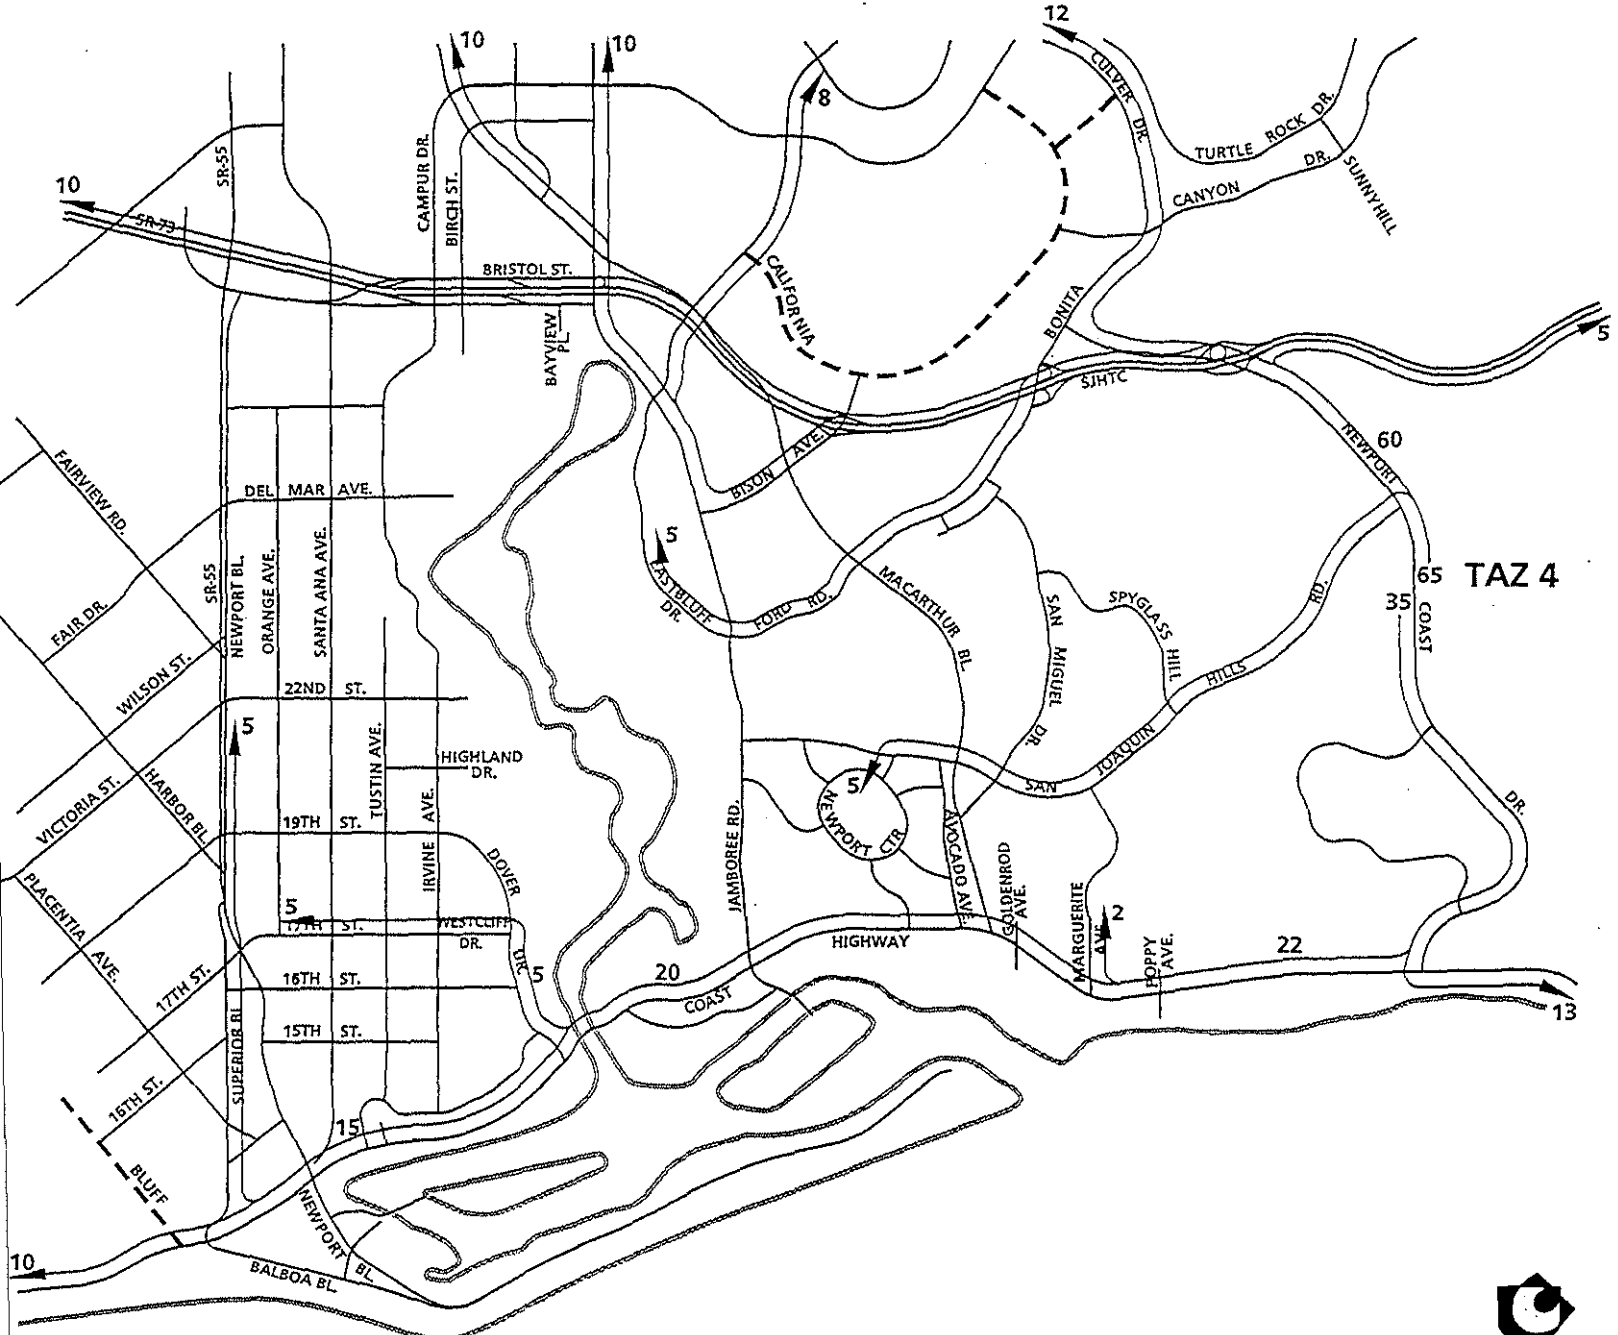 12
10
10
8
CULVER
DR.
TURTLE ROCK DR.
CANYON DR.
SUNNYHILL
SR-55
CAMPUR DR.
BIRCH ST.
10
SR-73
BRISTOL ST.
CALIFORNIA
BONITA
BAYVIEW
PL.
5
SJHTC
NEWPORT
60
BISON AVE.
FAIRVIEW RD.
DEL MAR AVE.
5
SR-55
NEWPORT BL.
ORANGE AVE.
SANTA ANA AVE.
EASTBLUFF
DR.
FORD RD.
MACARTHUR BL
SAN MIGUEL DR.
SPYGLASS HILL
RD.
65 TAZ 4
35
COAST
FAIR DR.
WILSON ST.
HILLS
22ND ST.
5
TUSTIN AVE.
HIGHLAND
DR.
JOAQUIN
SAN
5
NEWPORT CTR
HARBOR BL.
VICTORIA ST.
IRVINE AVE.
JAMBOREE RD.
AVOCADO AVE.
DR.
19TH ST.
DOVER
GOLDENROD
AVE.
PLACENTIA AVE.
5
17TH ST.
WESTCLIFF
DR.
DR.
5
HIGHWAY
MARGUERITE
AVE.
2
POPPY
AVE.
22
17TH ST.
16TH ST.
20
COAST
13
SUPERIOR BL
15TH ST.
16TH ST.
15
BLUFF
NEWPORT BL.
BALBOA BL.
10